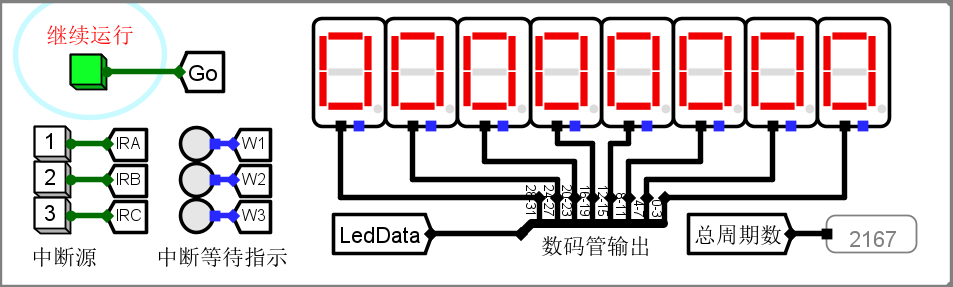 继续运行
Go
00000000
1 IRA W1
2 IRB W2
3 IRC W3
28-31 24-27 20-23 16-19 12-15 8-11 4-7 0-3
LedData
总周期数
2167
中断源
中断等待指示
数码管输出